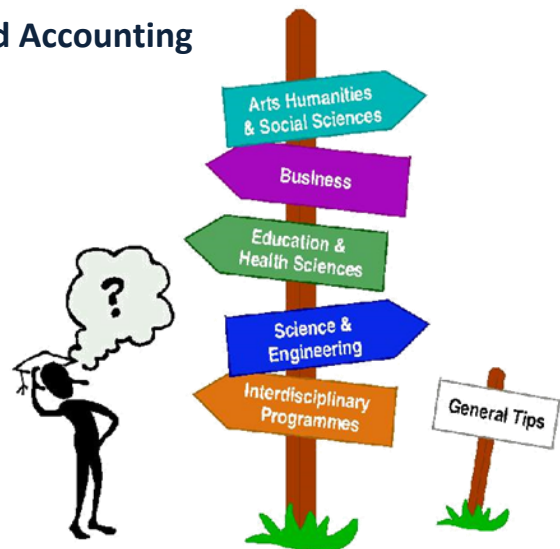 d Accounting
Arts Humanities
& Social Sciences
Business
Education &
Health Sciences
?
Science &
Engineering
Interdisciplinary
Programmes
General Tips